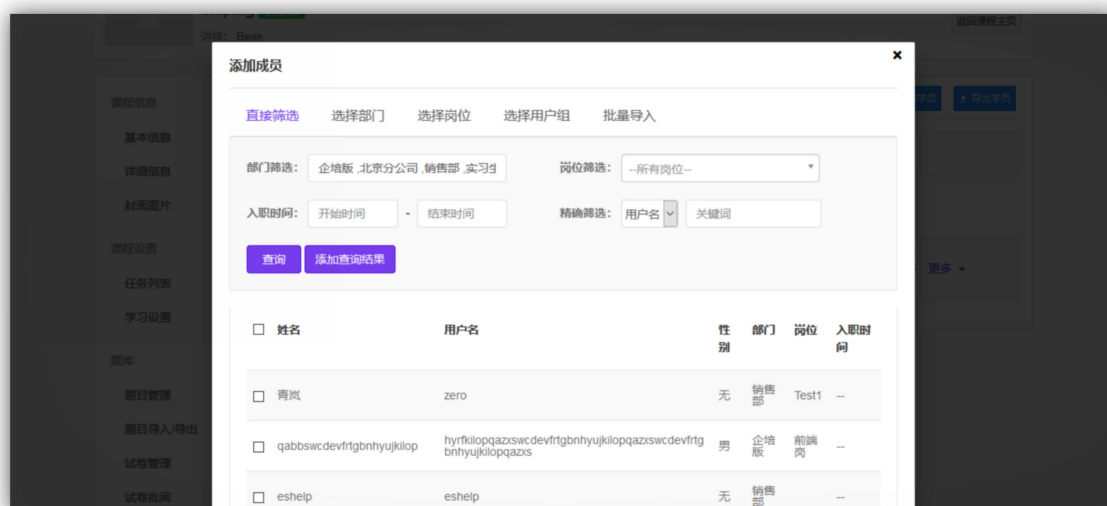 返回课程主页
讲师： Bevin
添加成员
×
课程信息
直接筛选 选择部门 选择岗位 选择用户组 批量导入
学员 导出学员
基本信息
部门筛选： 企培版 ,北京分公司 ,销售部 ,实习生 岗位筛选： --所有岗位--
详细信息
封面图片
入职时间： 开始时间 - 结束时间 精确筛选： 用户名 关键词
课程设置
查询 添加查询结果
更多
任务列表
学习设置
姓名 用户名 性别 部门 岗位 入职时间
题库
题目管理
青岚 zero 无 销售部 Test1 --
题目导入/导出
qabbswcdevfrtgbnhyujkilop hyrfkilopqazxswcdevfrtgbnhyujkilopqazxswcdevfrtg
bnhyujkilopqazxs 男 企培版 前端岗 --
试卷管理
试卷批阅
eshelp eshelp 无 销售部 --